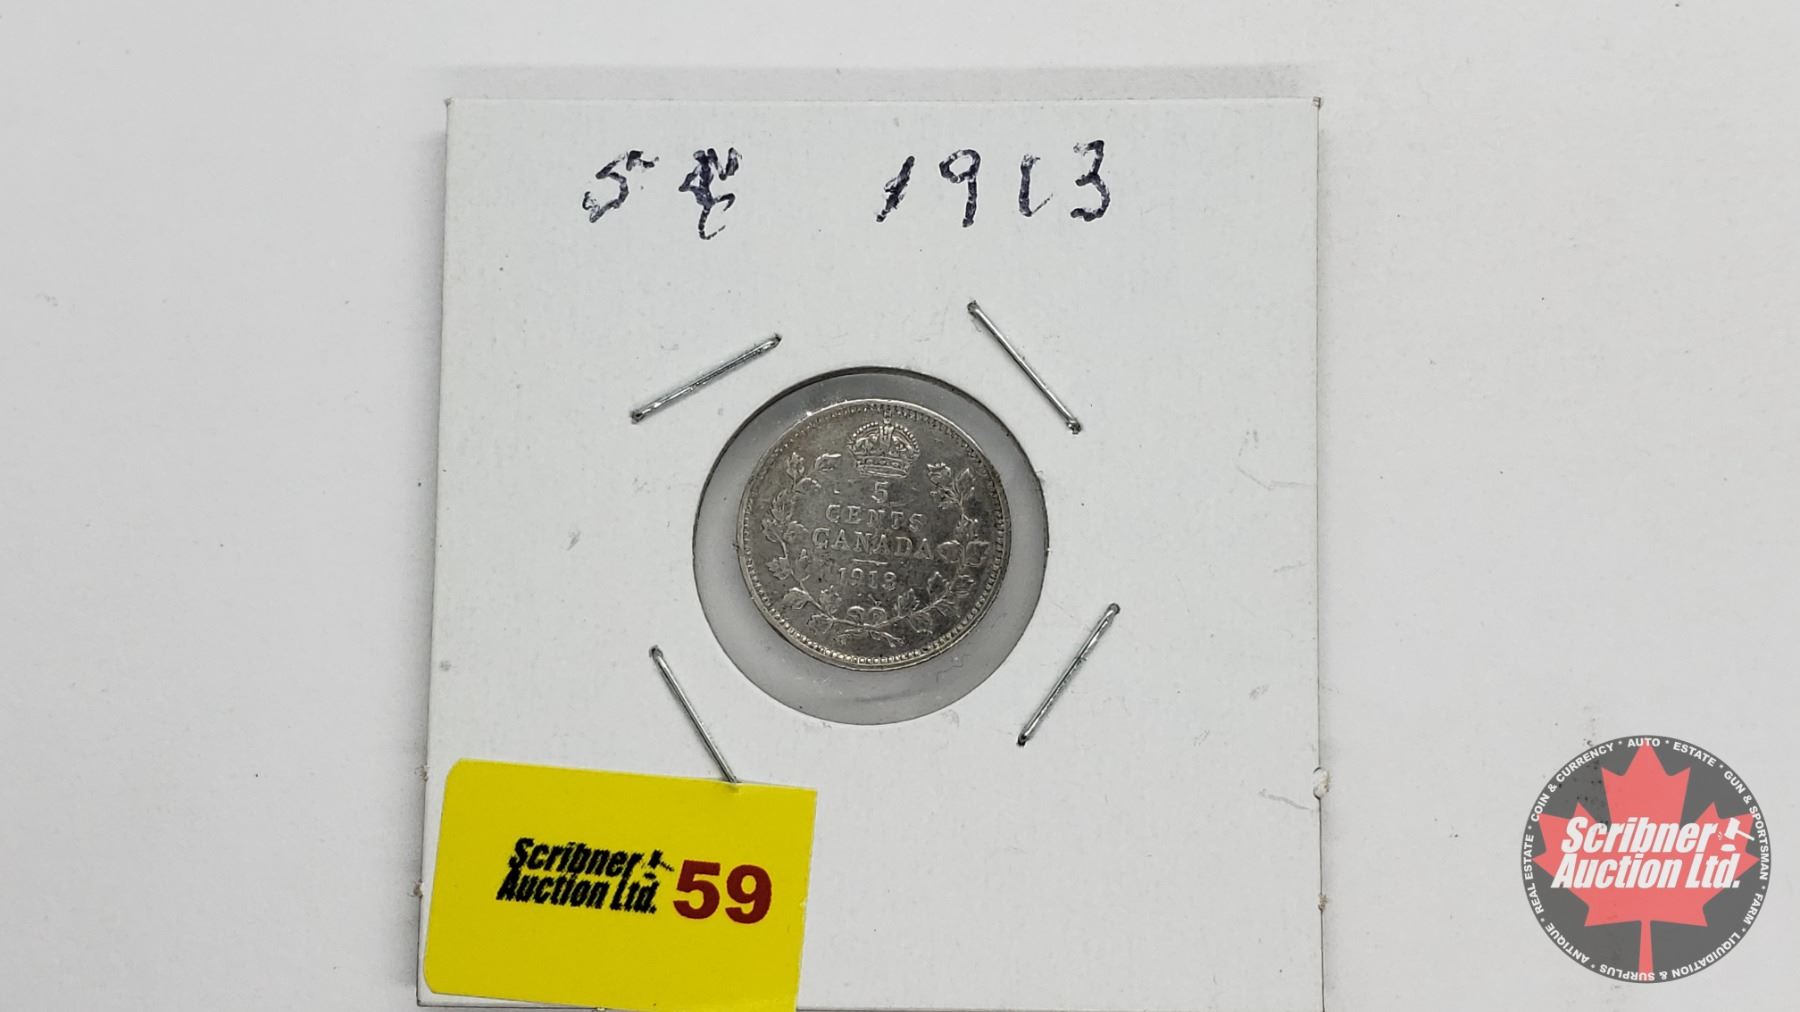 5¢ 1913
5
CENTS
CANADA
1913
Scribner
Auction Ltd. 59
COIN & CURRENCY * AUTO * ESTATE * GUN & SPORTSMAN * FARM * LIQUIDATION & SURPLUS * ANTIQUE * REAL ESTATE *
Scribner
Auction Ltd.